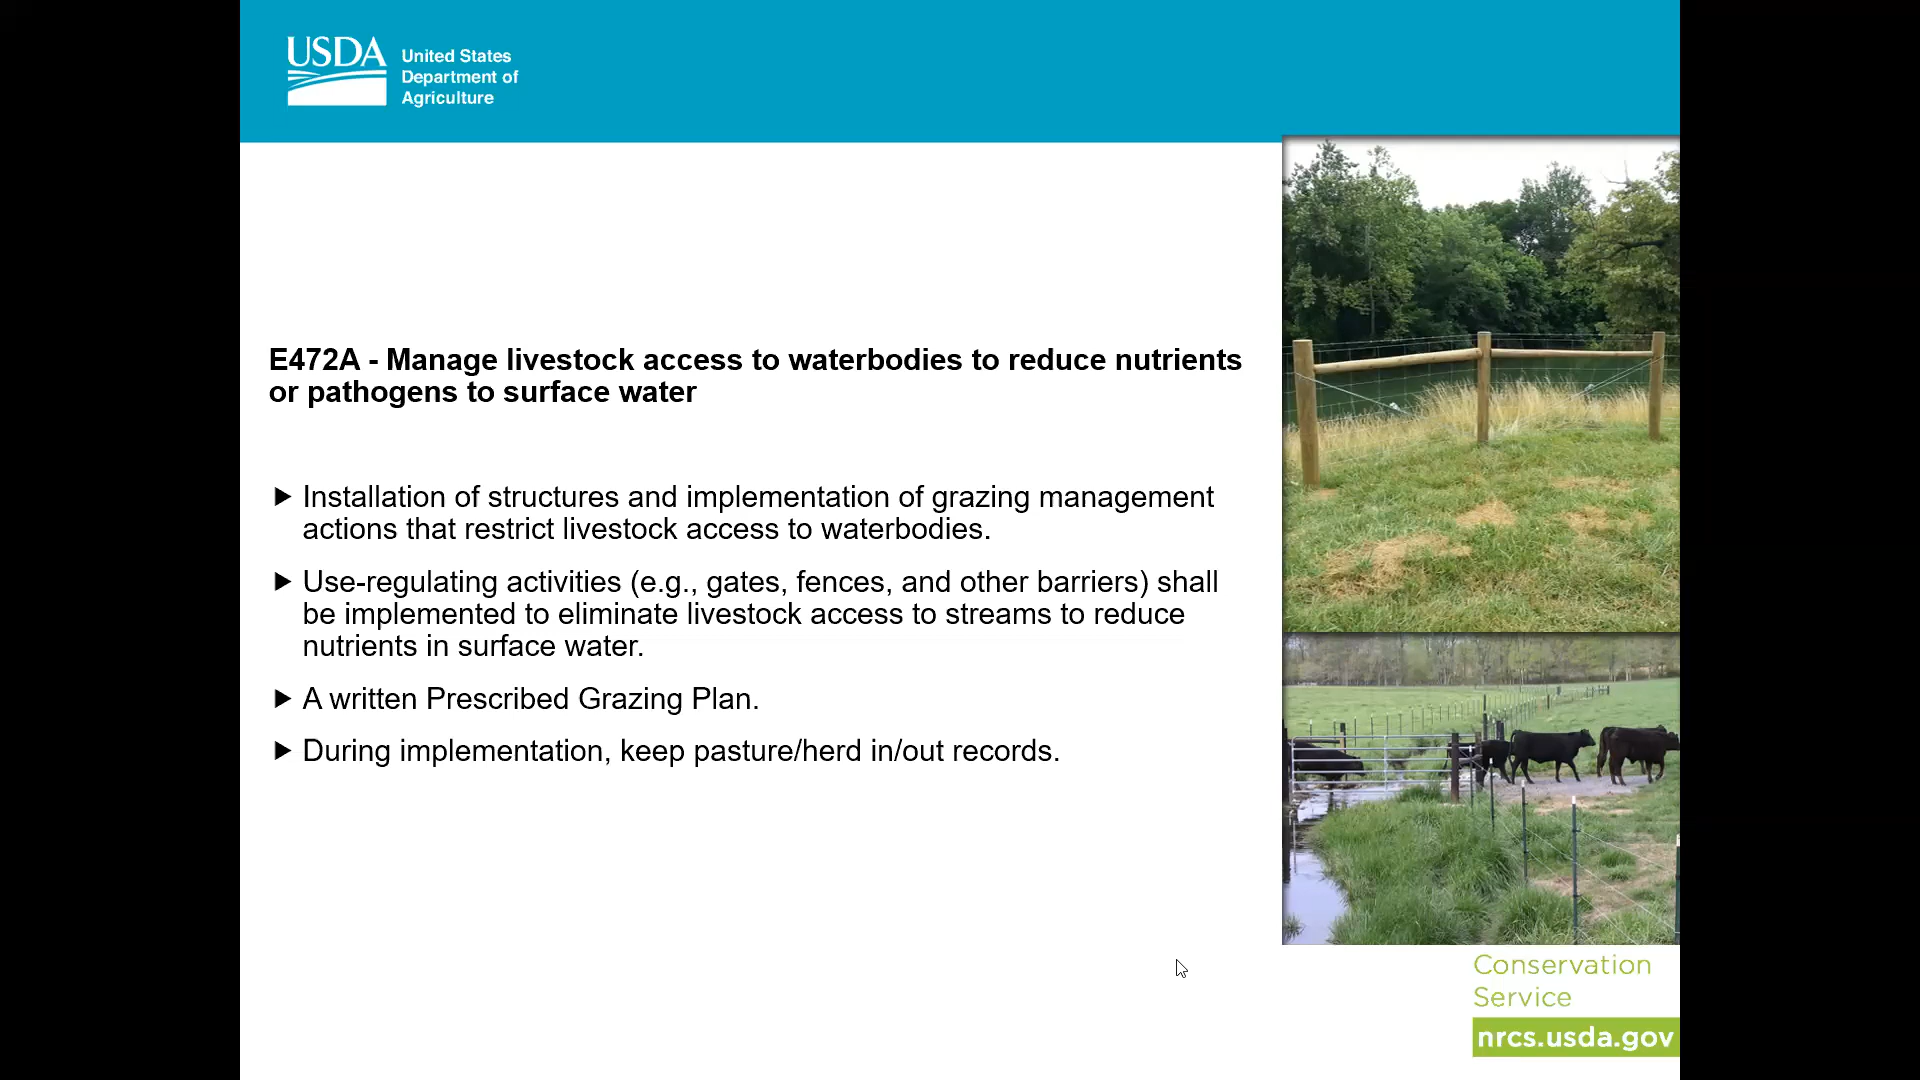 USDA
United States
Department of
Agriculture
E472A - Manage livestock access to waterbodies to reduce nutrients
or pathogens to surface water
Installation of structures and implementation of grazing management
actions that restrict livestock access to waterbodies.
Use-regulating activities (e.g., gates, fences, and other barriers) shall
be implemented to eliminate livestock access to streams to reduce
nutrients in surface water.
A written Prescribed Grazing Plan.
During implementation, keep pasture/herd in/out records.
Conservation
Service
nrcs.usda.gov